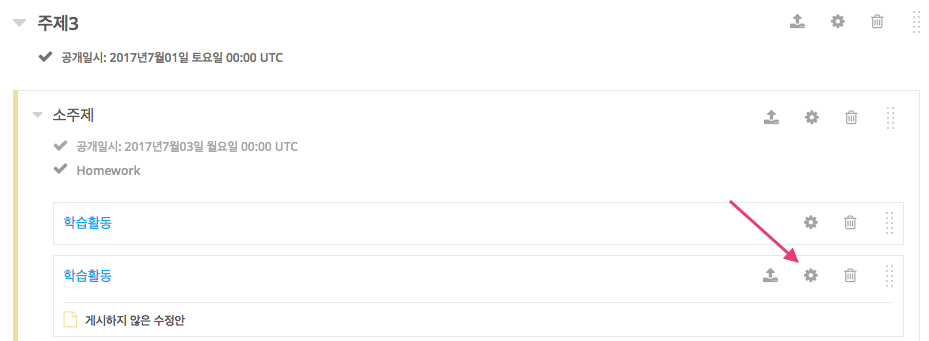 주제3
공개일시: 2017년7월01일 토요일 00:00 UTC
소주제
공개일시: 2017년7월03일 월요일 00:00 UTC
Homework
학습활동
학습활동
게시하지 않은 수정안